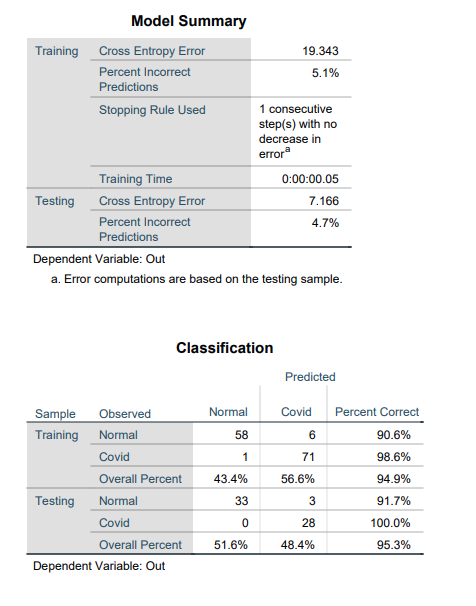 Model Summary
Training Cross Entropy Error 19.343
Percent Incorrect Predictions 5.1%
Stopping Rule Used 1 consecutive step(s) with no decrease in error a
Training Time 0:00:00.05
Testing Cross Entropy Error 7.166
Percent Incorrect Predictions 4.7%
Dependent Variable: Out
a. Error computations are based on the testing sample.
Classification
Predicted
Sample Observed Normal Covid Percent Correct
Training Normal 58 6 90.6%
Covid 1 71 98.6%
Overall Percent 43.4% 56.6% 94.9%
Testing Normal 33 3 91.7%
Covid 0 28 100.0%
Overall Percent 51.6% 48.4% 95.3%
Dependent Variable: Out